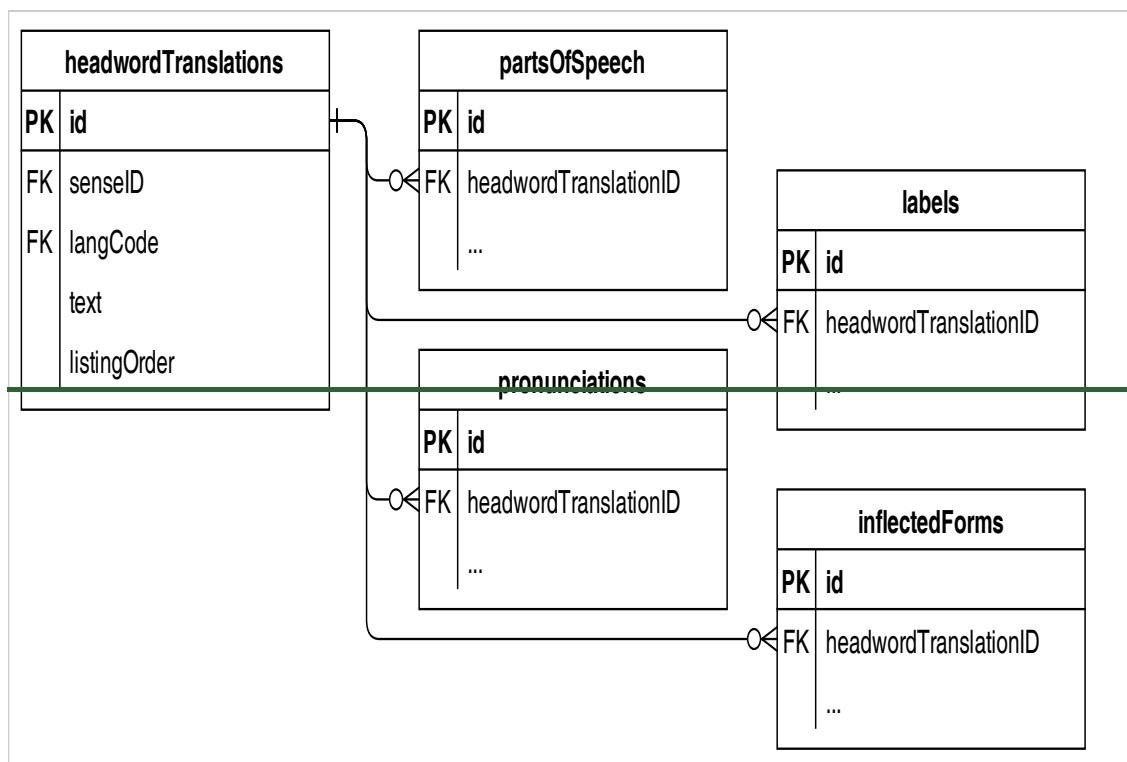 headwordTranslations
PK id
FK senseID
FK langCode
text
listingOrder
partsOfSpeech
PK id
FK headwordTranslationID
...
labels
PK id
FK headwordTranslationID
...
pronunciations
PK id
FK headwordTranslationID
...
inflectedForms
PK id
FK headwordTranslationID
...